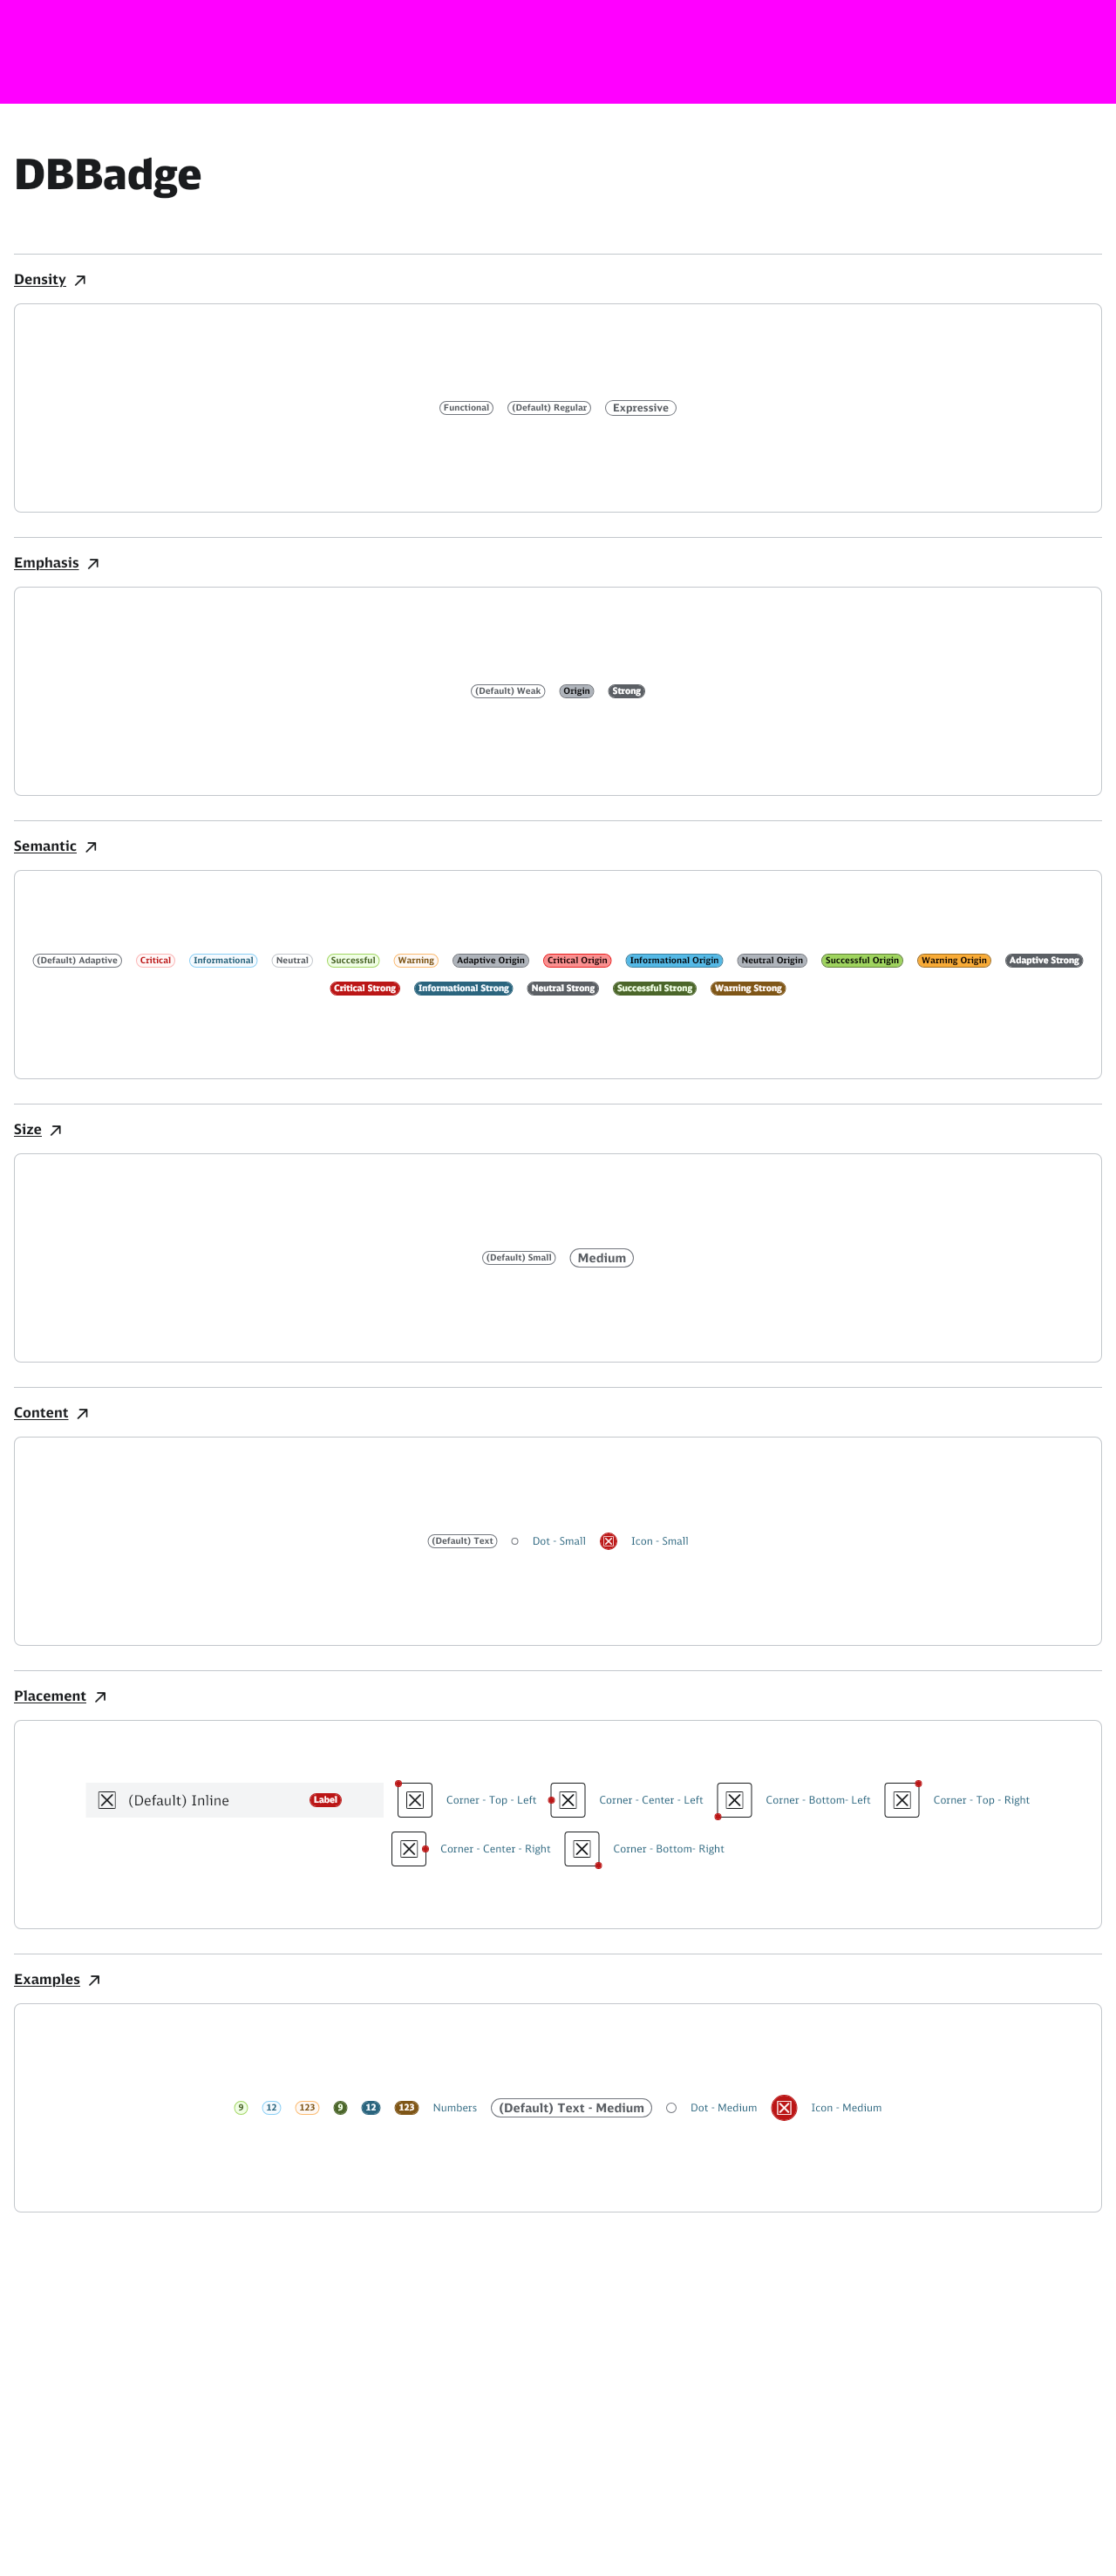 DBBadge
Density
Functional (Default) Regular Expressive
Emphasis
(Default) Weak Origin Strong
Semantic
(Default) Adaptive Critical Informational Neutral Successful Warning Adaptive Origin Critical Origin Informational Origin Neutral Origin Successful Origin Warning Origin Adaptive Strong
Critical Strong Informational Strong Neutral Strong Successful Strong Warning Strong
Size
(Default) Small Medium
Content
(Default) Text Dot - Small Icon - Small
Placement
(Default) Inline Label Corner - Top - Left Corner - Center - Left Corner - Bottom- Left Corner - Top - Right
Corner - Center - Right Corner - Bottom- Right
Examples
9 12 123 9 12 123 Numbers (Default) Text - Medium Dot - Medium Icon - Medium